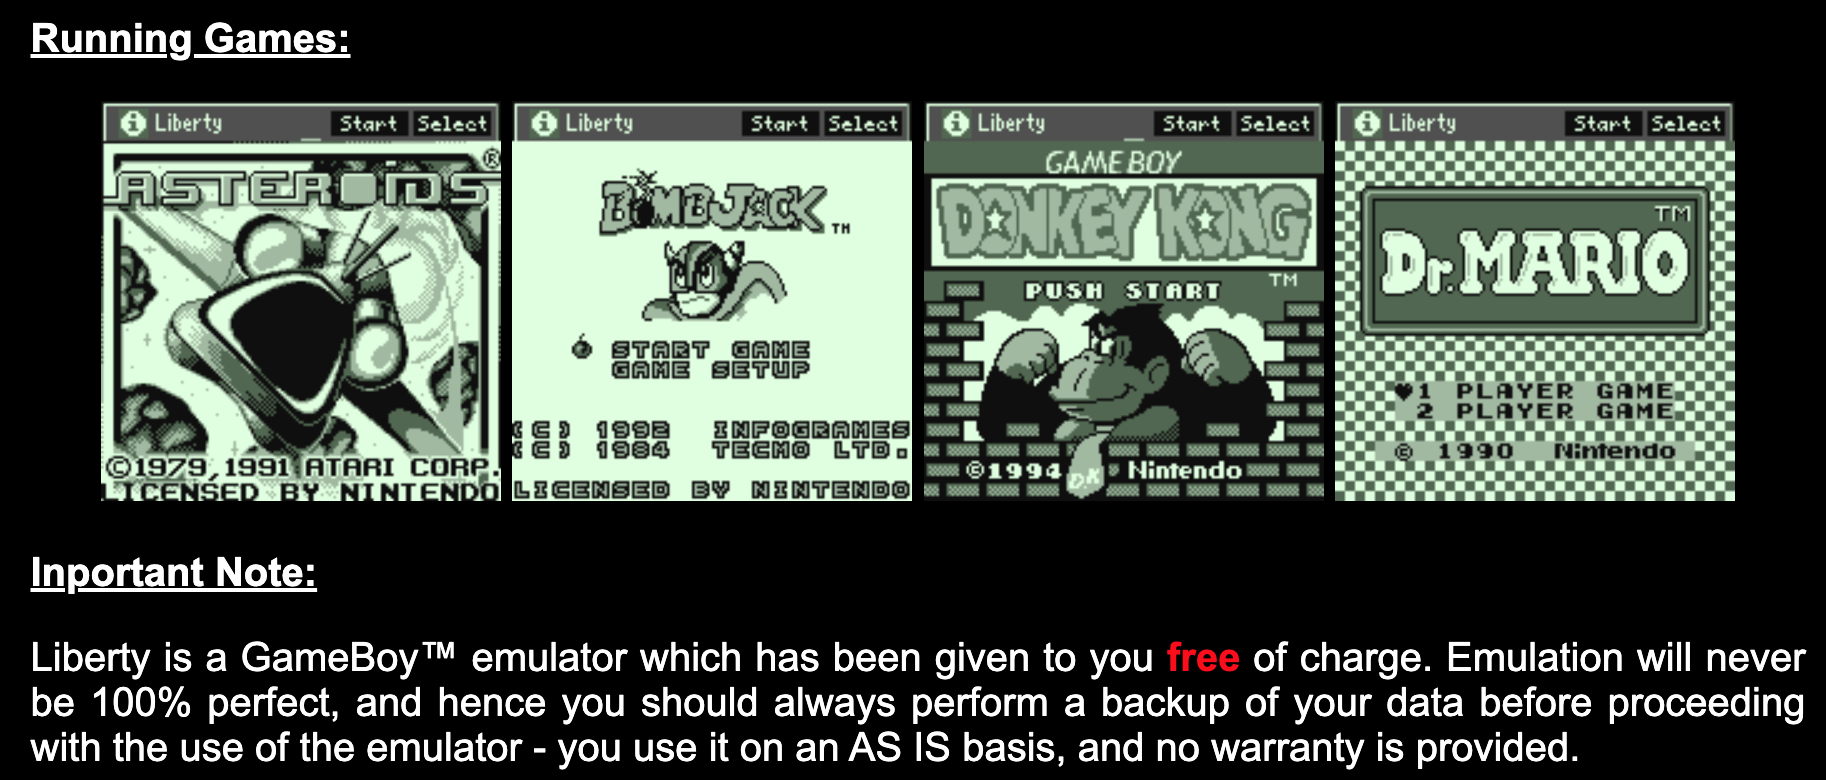 Running Games:
Liberty Start Select
ASTEROIDS®
©1979,1991 ATARI CORP.
LICENSED BY NINTENDO
Liberty Start Select
BOMBJACK TM
START GAME
GAME SETUP
(C) 1992 INFOGRAMES
(C) 1984 TECMO LTD.
LICENSED BY NINTENDO
Liberty Start Select
GAME BOY
DONKEY KONG
TM
PUSH START
©1994 Nintendo
D.K
Liberty Start Select
TM
Dr. MARIO
1 PLAYER GAME
2 PLAYER GAME
© 1990 Nintendo
Inportant Note:
Liberty is a GameBoy™ emulator which has been given to you free of charge. Emulation will never
be 100% perfect, and hence you should always perform a backup of your data before proceeding
with the use of the emulator - you use it on an AS IS basis, and no warranty is provided.